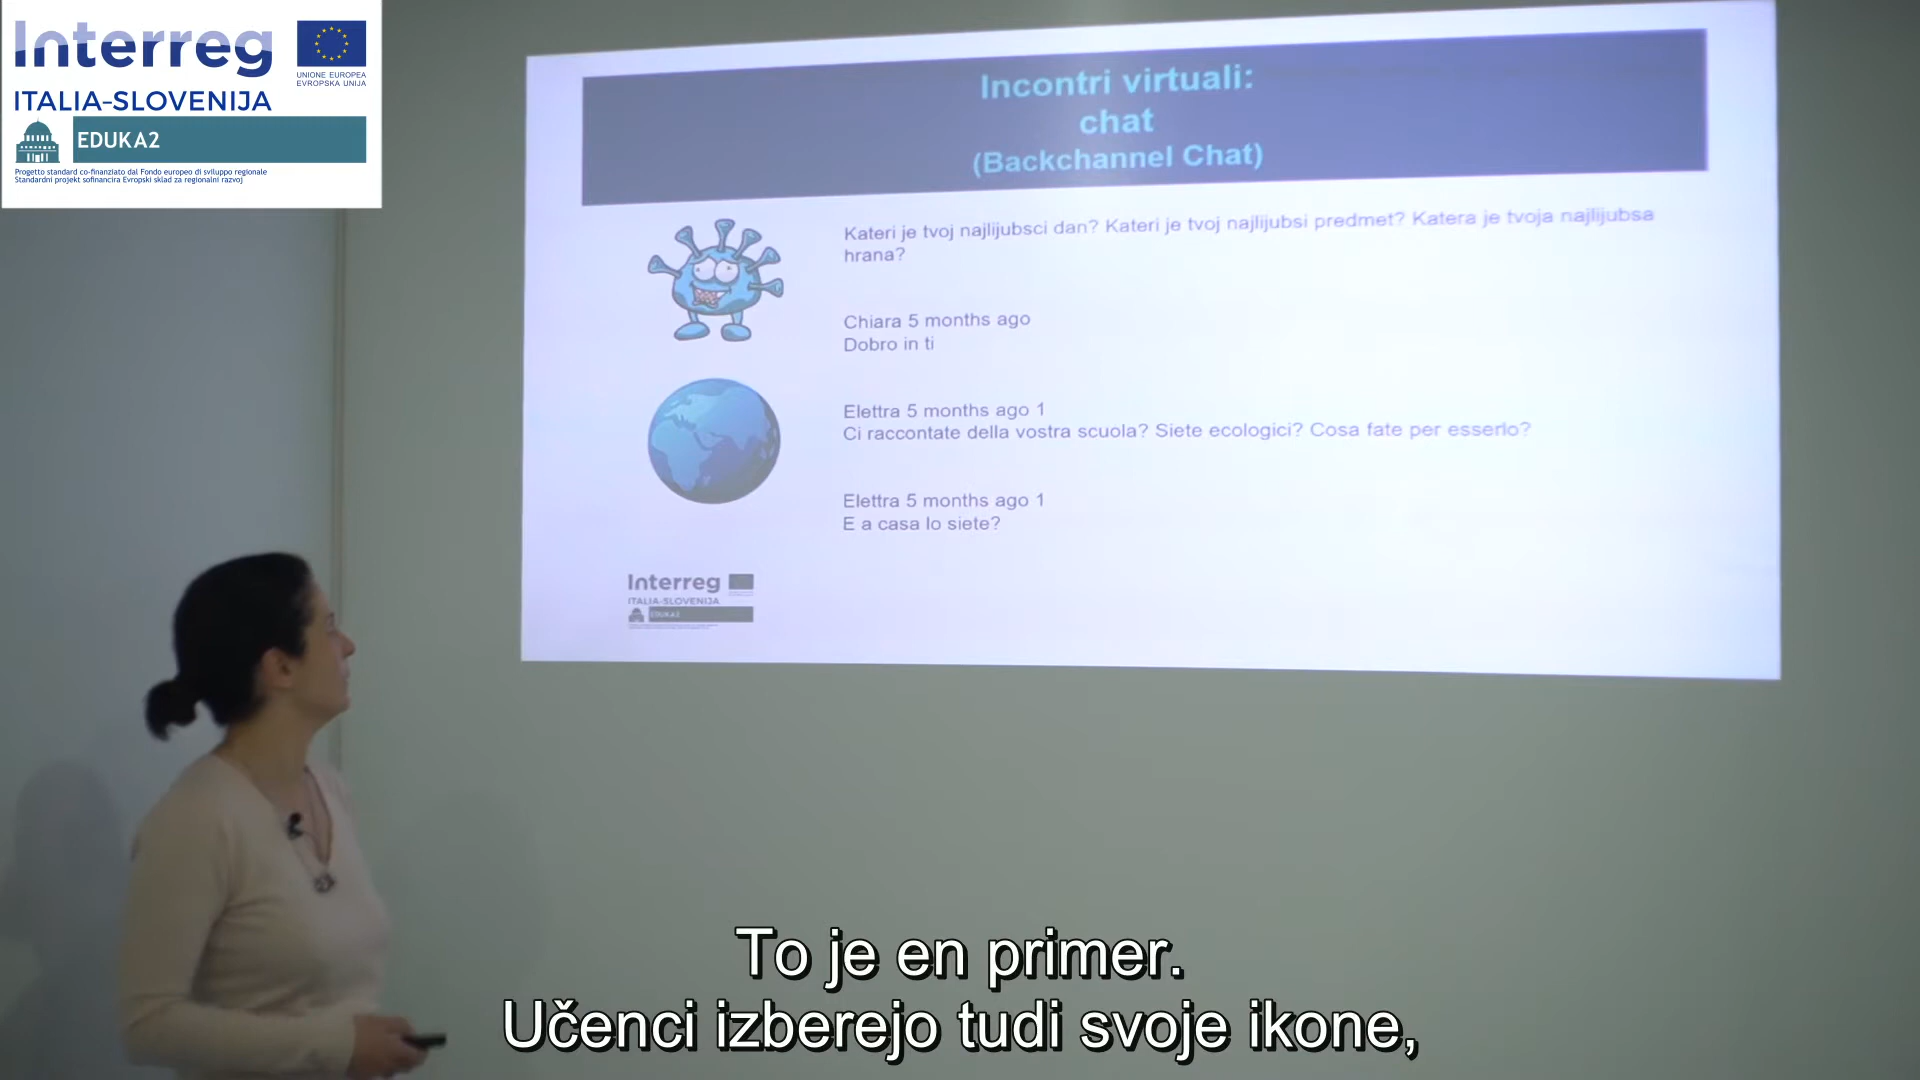 Interreg
UNIONE EUROPEA
EVROPSKA UNIJA
ITALIA-SLOVENIJA
EDUKA2
Progetto standard co-finanziato dal Fondo europeo di sviluppo regionale
Standardni projekt sofinancira Evropski sklad za regionalni razvoj
Incontri virtuali:
chat
(Backchannel Chat)
Kateri je tvoj najlijubsci dan? Kateri je tvoj najlijubsi predmet? Katera je tvoja najlijubsa
hrana?
Chiara 5 months ago
Dobro in ti
Elettra 5 months ago 1
Ci raccontate della vostra scuola? Siete ecologici? Cosa fate per esserlo?
Elettra 5 months ago 1
E a casa lo siete?
Interreg
ITALIA-SLOVENIJA
EDUKA2
To je en primer.
Učenci izberejo tudi svoje ikone,